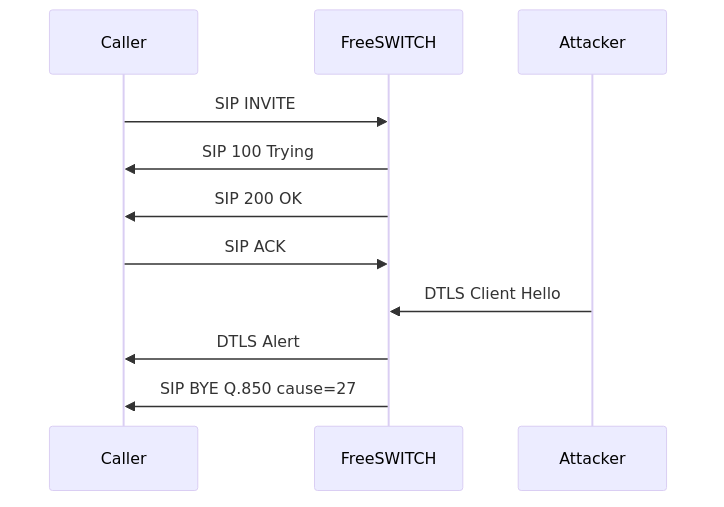 Caller
FreeSWITCH
Attacker
SIP INVITE
SIP 100 Trying
SIP 200 OK
SIP ACK
DTLS Client Hello
DTLS Alert
SIP BYE Q.850 cause=27
Caller
FreeSWITCH
Attacker